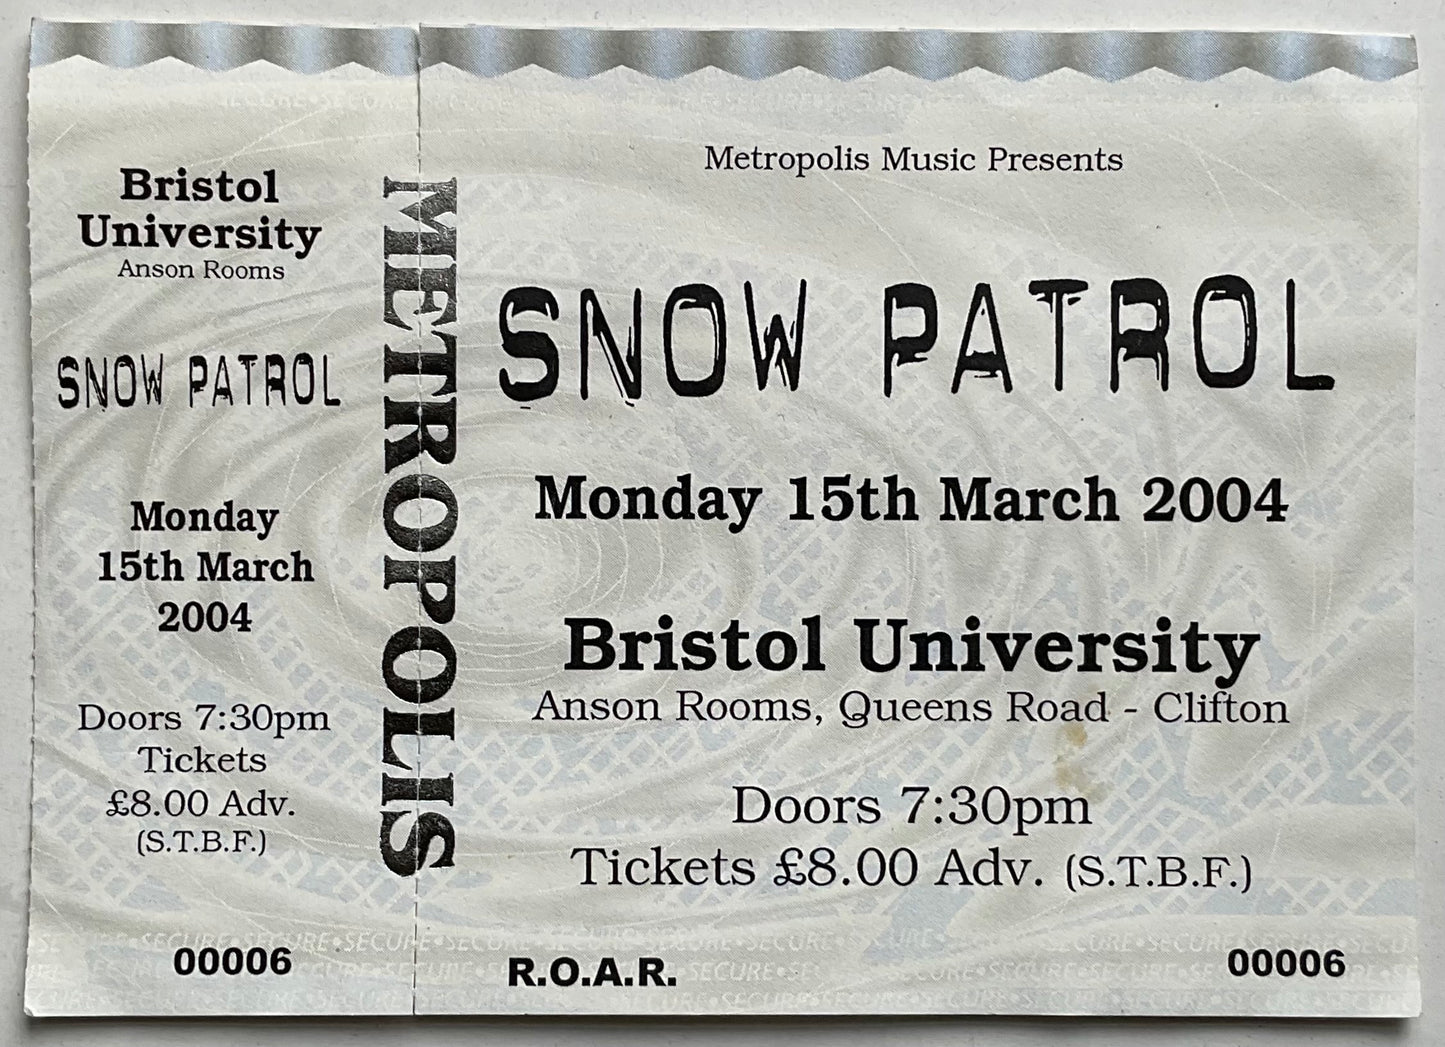 Bristol
University
Anson Rooms
SNOW PATROL
Monday
15th March
2004
Doors 7:30pm
Tickets
£8.00 Adv.
(S.T.B.F.)
00006
METROPOLIS
Metropolis Music Presents
SNOW PATROL
Monday 15th March 2004
Bristol University
Anson Rooms, Queens Road - Clifton
Doors 7:30pm
Tickets £8.00 Adv. (S.T.B.F.)
R.O.A.R.
00006